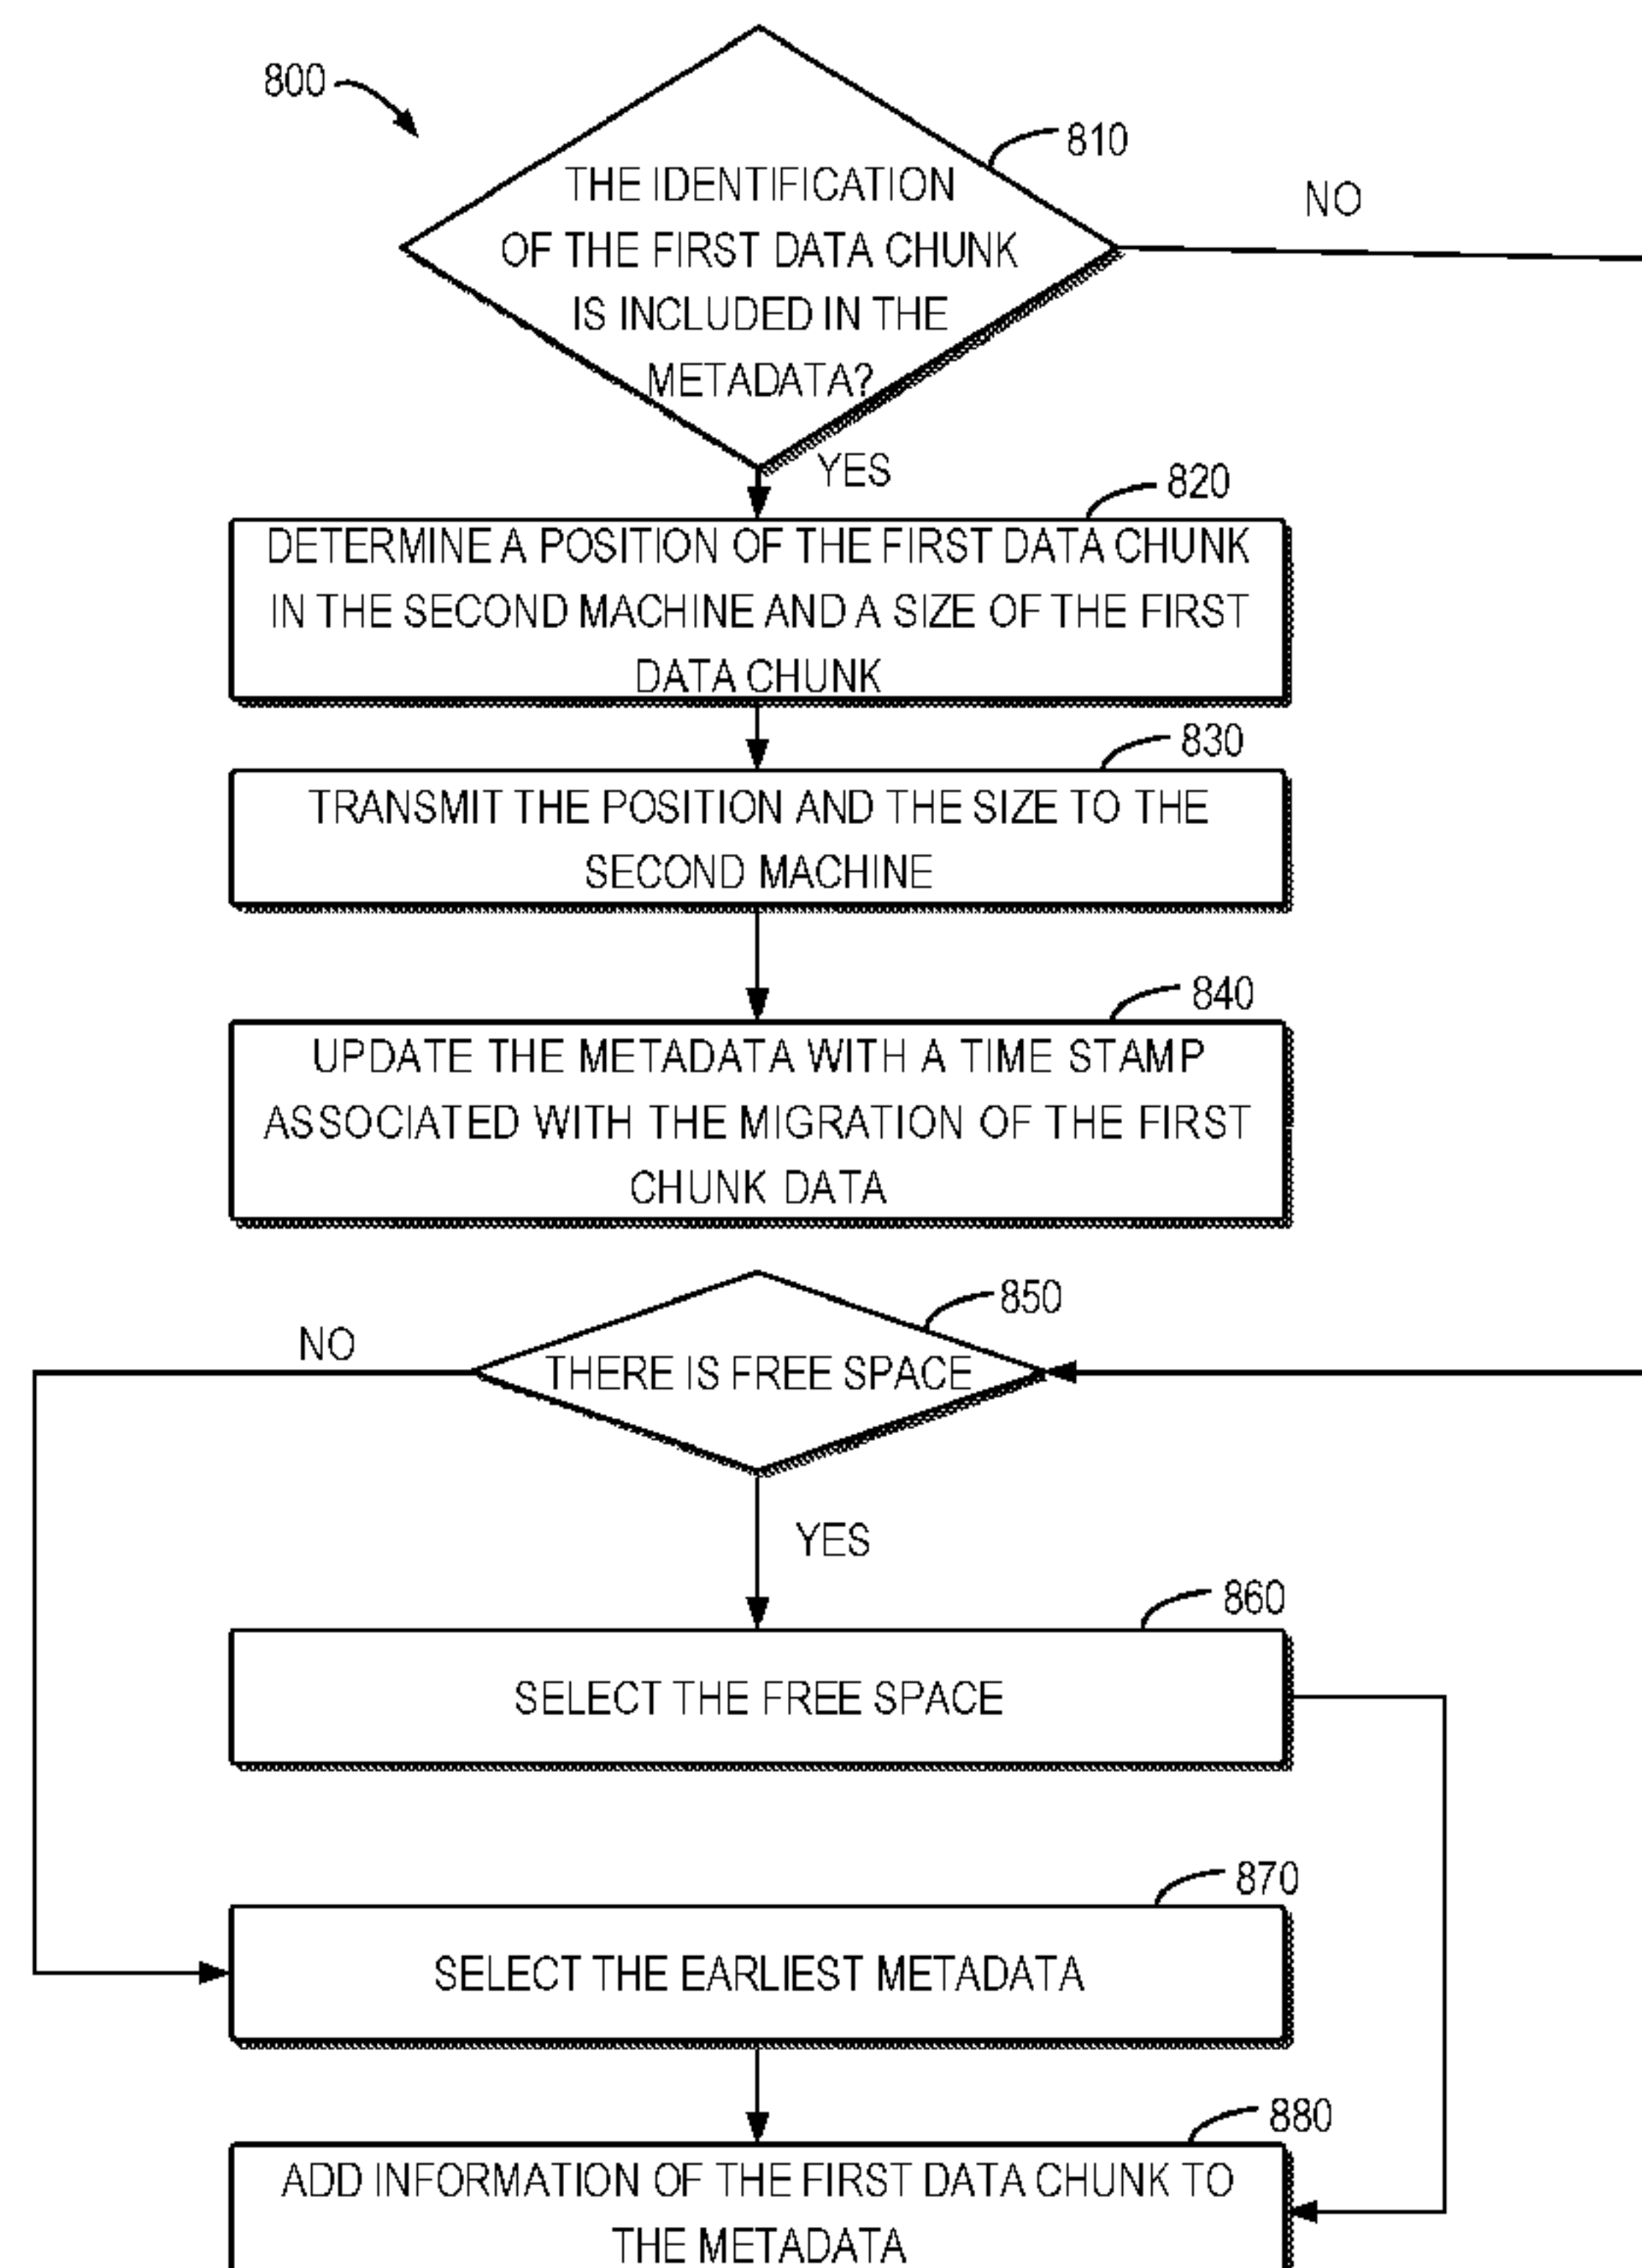 800
810
THE IDENTIFICATION
OF THE FIRST DATA CHUNK
IS INCLUDED IN THE
METADATA?
NO
YES
820
DETERMINE A POSITION OF THE FIRST DATA CHUNK
IN THE SECOND MACHINE AND A SIZE OF THE FIRST
DATA CHUNK
830
TRANSMIT THE POSITION AND THE SIZE TO THE
SECOND MACHINE
840
UPDATE THE METADATA WITH A TIME STAMP
ASSOCIATED WITH THE MIGRATION OF THE FIRST
CHUNK DATA
850
NO
THERE IS FREE SPACE
YES
860
SELECT THE FREE SPACE
870
SELECT THE EARLIEST METADATA
880
ADD INFORMATION OF THE FIRST DATA CHUNK TO
THE METADATA